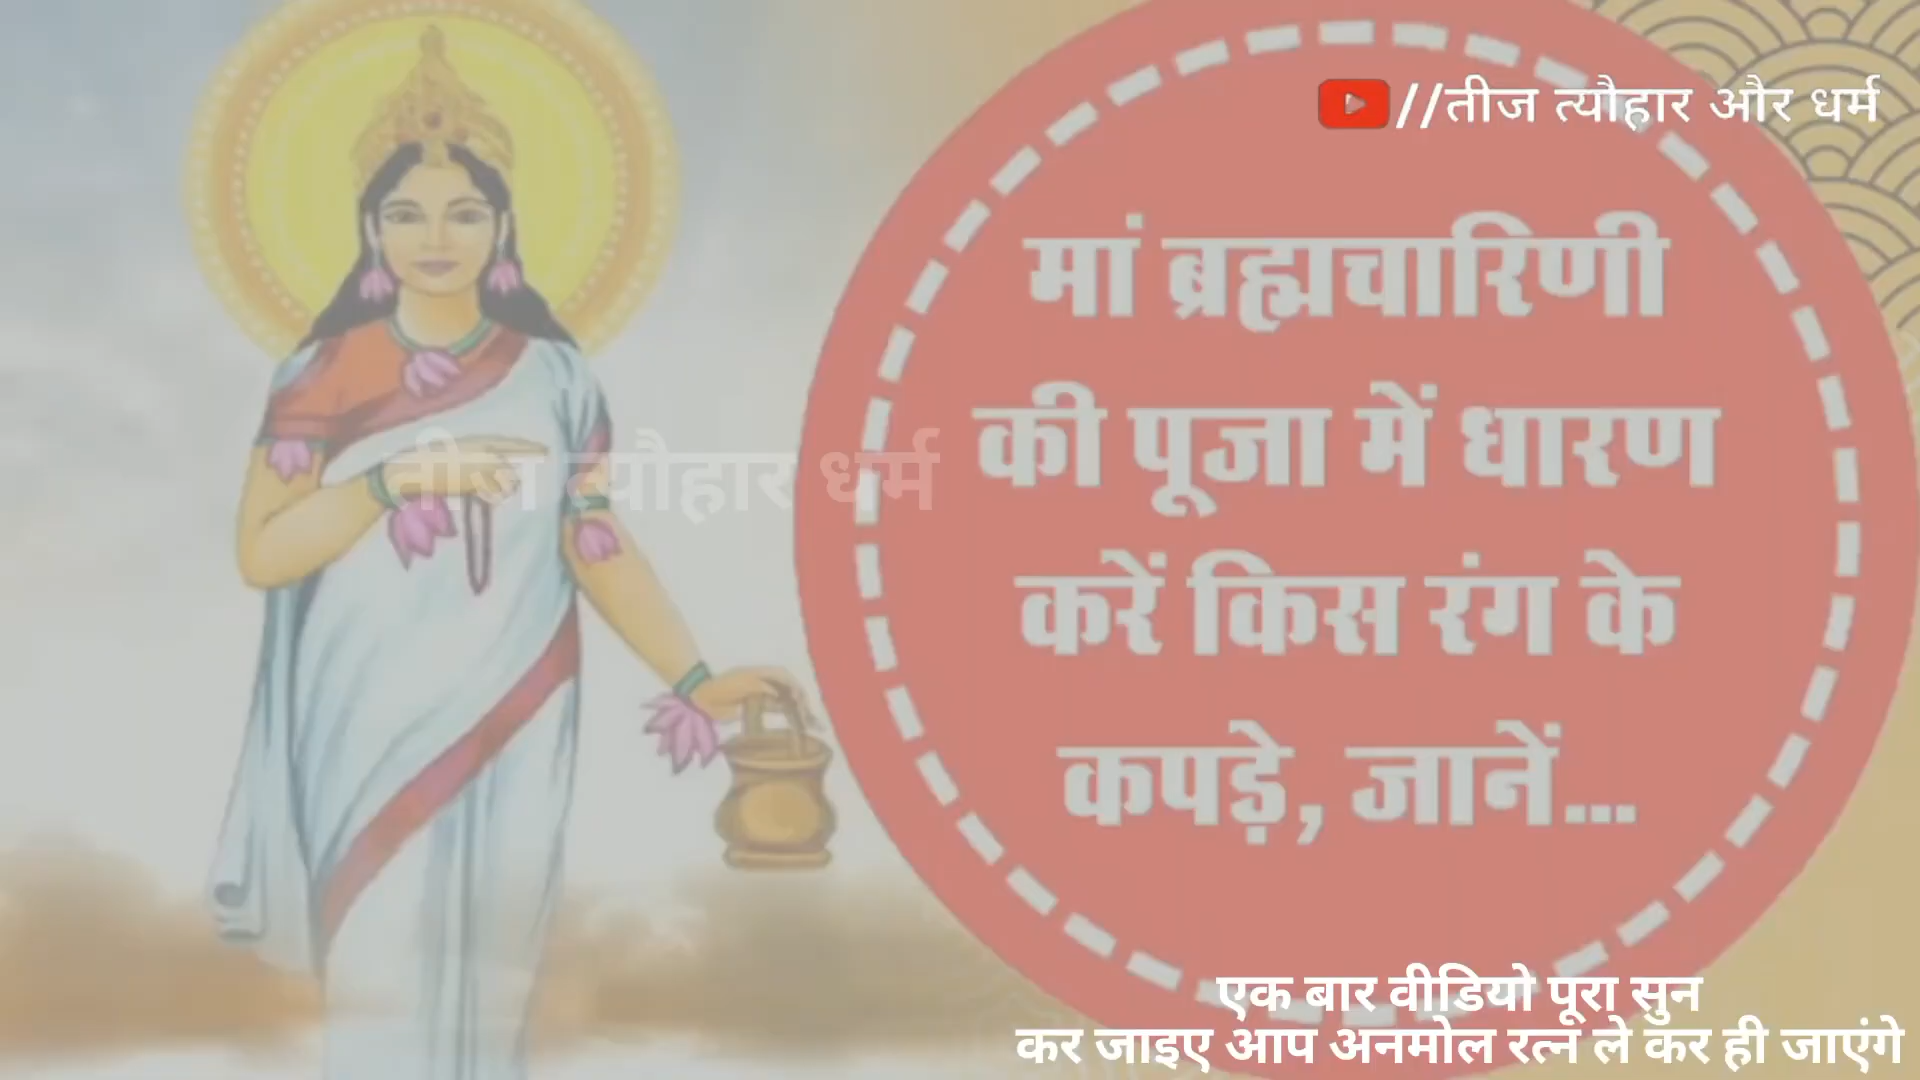 //तीज त्यौहार और धर्म
मां ब्रह्मचारिणी
की पूजा में धारण
करें किस रंग के
कपड़े, जानें...
तीज त्यौहार धर्म
एक बार वीडियो पूरा सुन
कर जाइए आप अनमोल रत्न ले कर ही जाएंगे